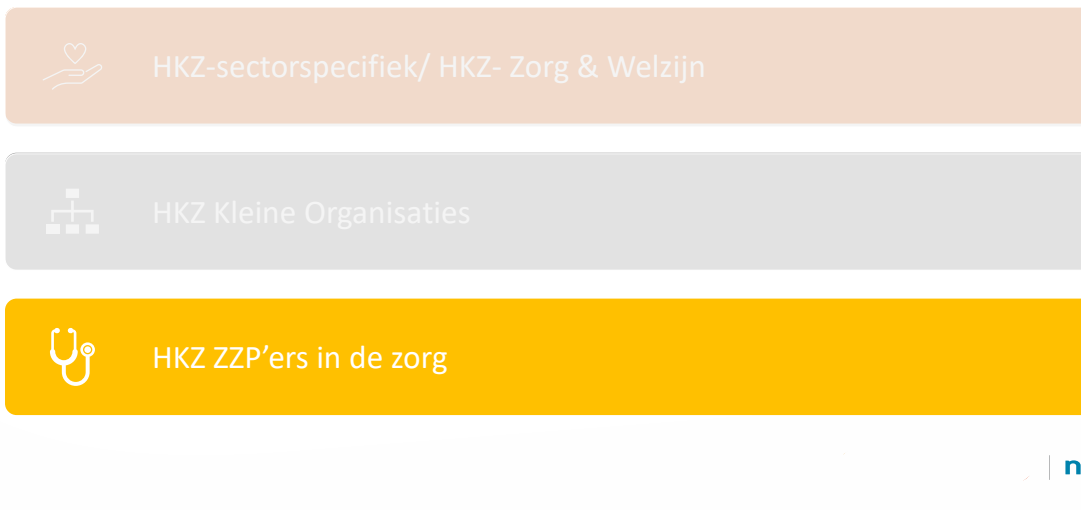 HKZ-sectorspecifiek/ HKZ- Zorg & Welzijn
HKZ Kleine Organisaties
HKZ ZZP’ers in de zorg
n